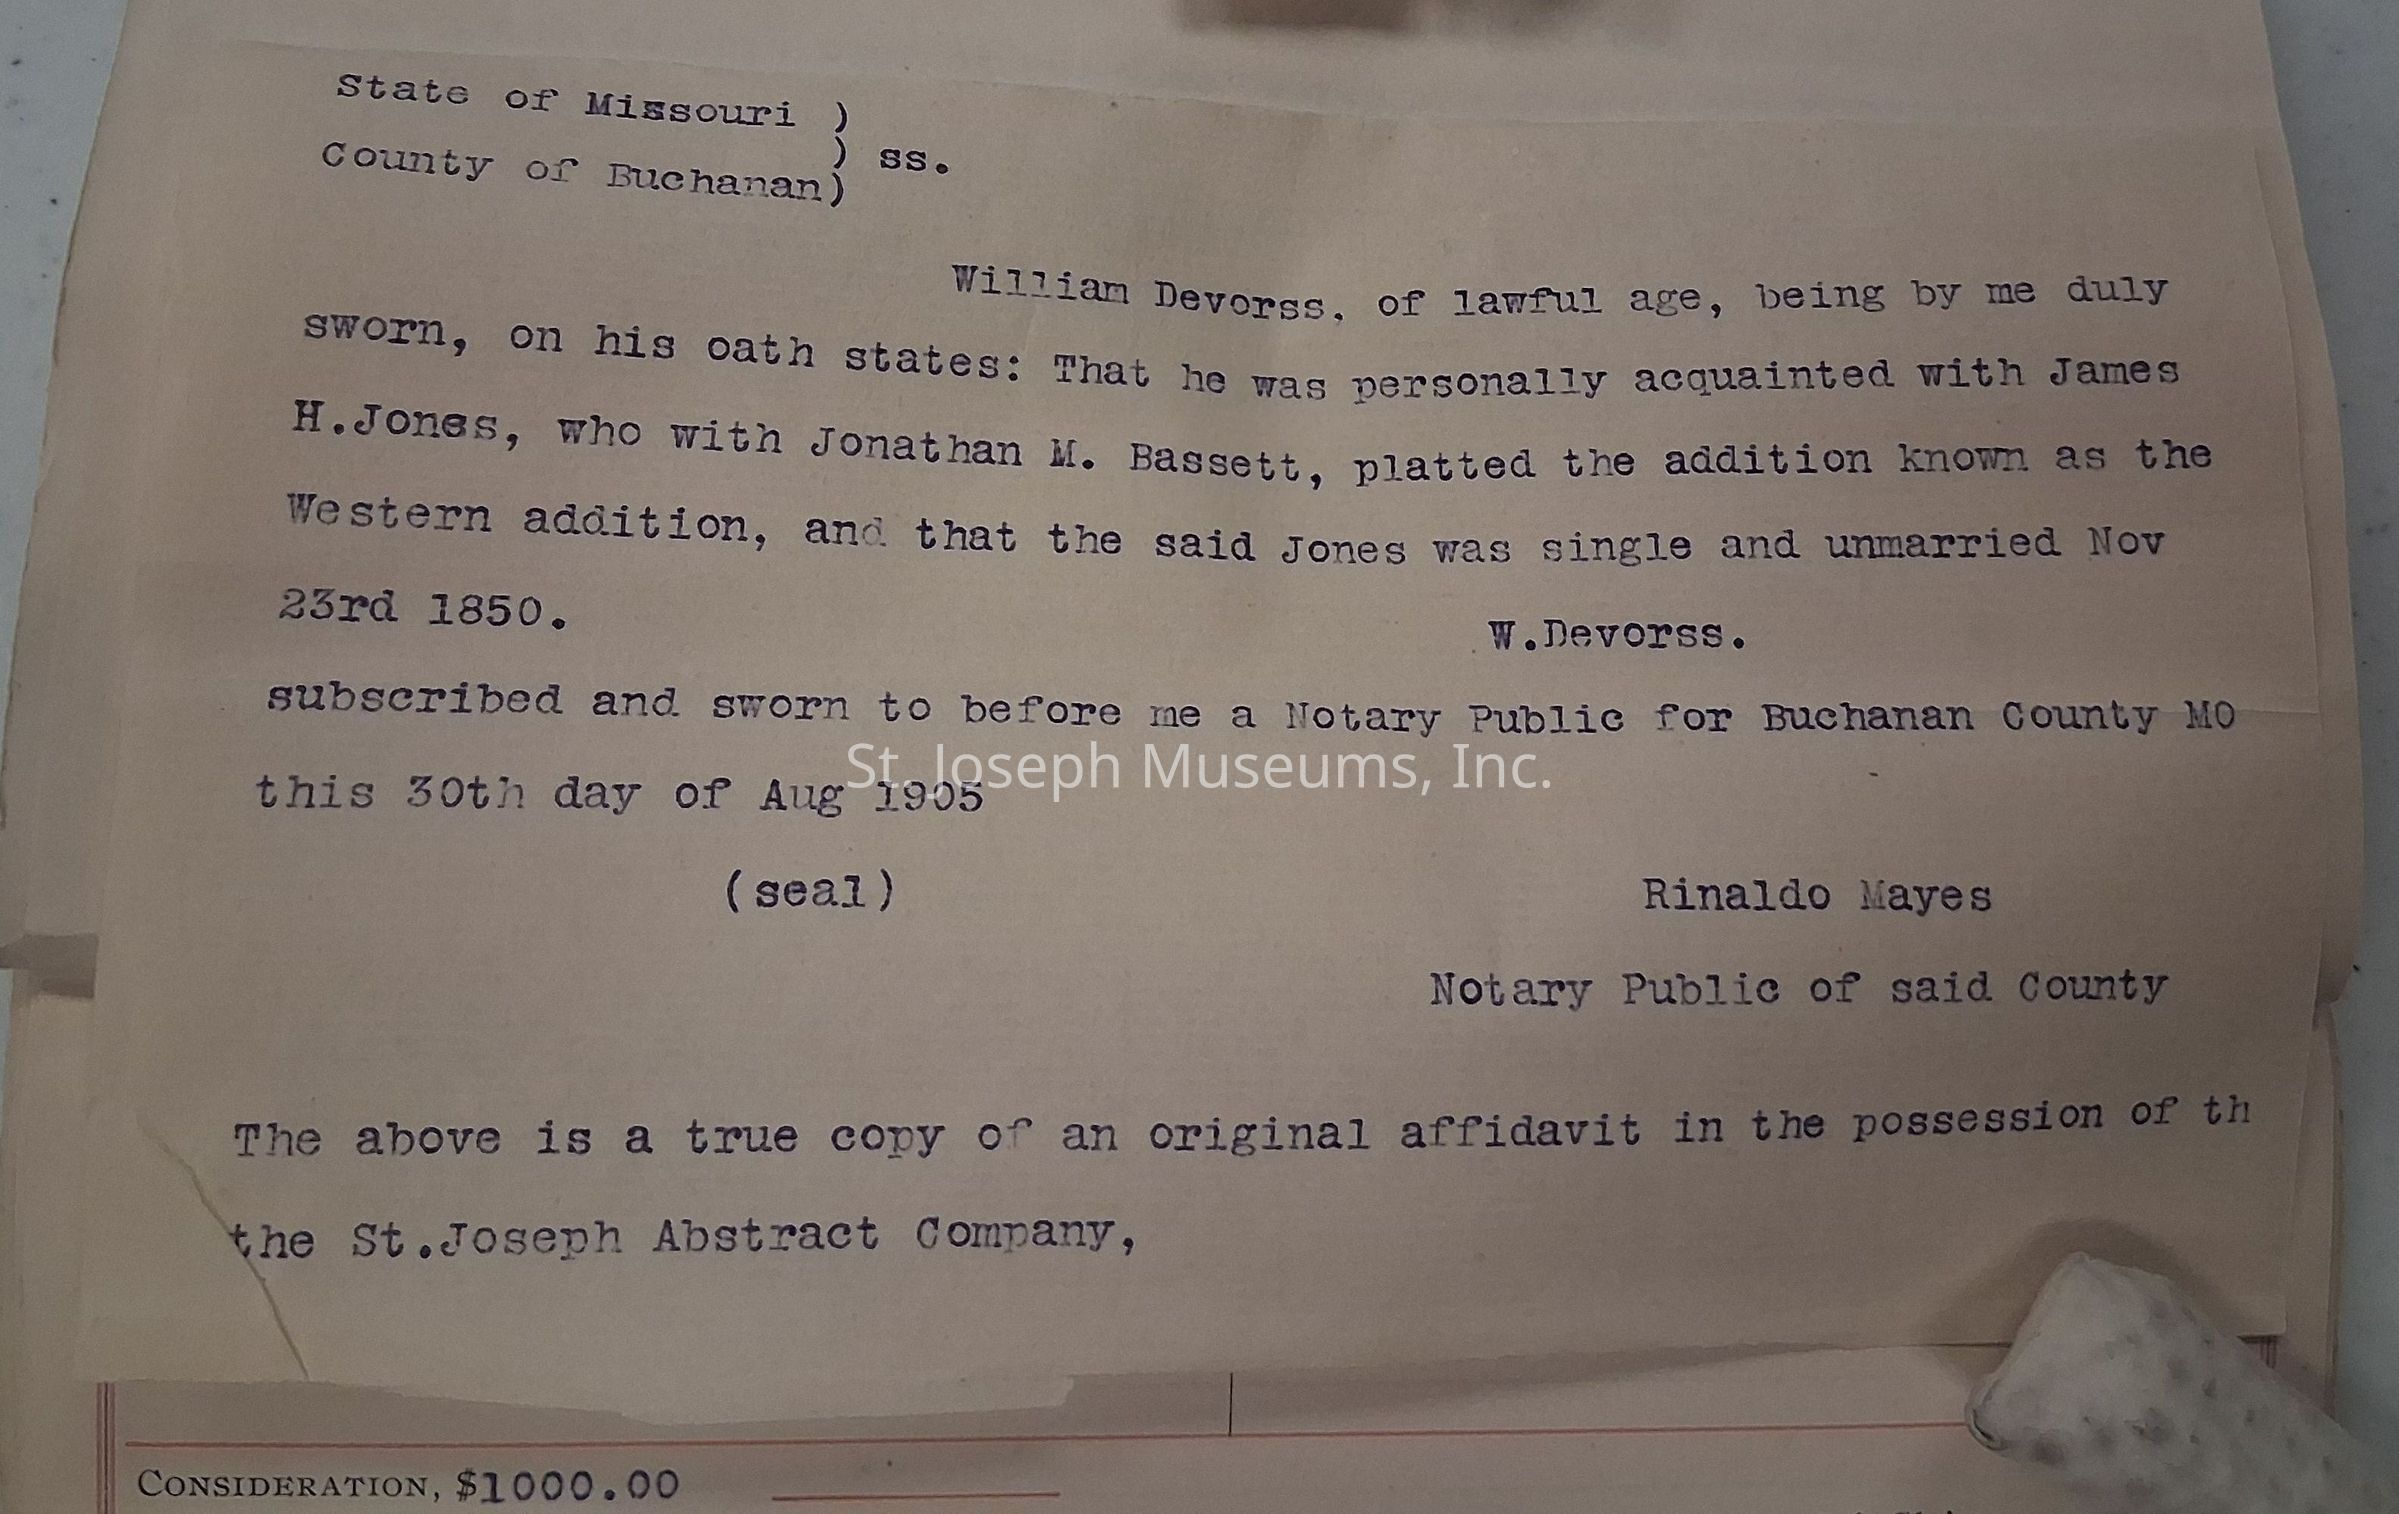 State of Missouri )
) ss.
County of Buchanan)
William Devorss, of lawful age, being by me duly
sworn, on his oath states: That he was personally acquainted with James
H.Jones, who with Jonathan M. Bassett, platted the addition known as the
Western addition, and that the said Jones was single and unmarried Nov
23rd 1850.
W.Devorss.
subscribed and sworn to before me a Notary Public for Buchanan County MO
St. Joseph Museums, Inc.
this 30th day of Aug 1905
(seal)
Rinaldo Mayes
Notary Public of said County
The above is a true copy of an original affidavit in the possession of th
the St.Joseph Abstract Company,
CONSIDERATION, $1000.00